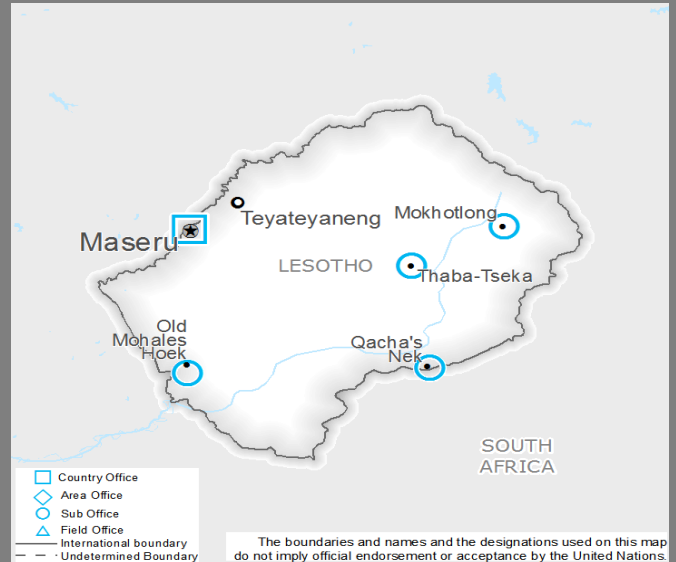 Teyateyaneng
Mokhotlong
Maseru
LESOTHO
Thaba-Tseka
Old
Mohales
Hoek
Qacha's
Nek
SOUTH
AFRICA
Country Office
Area Office
Sub Office
Field Office
International boundary
Undetermined Boundary
The boundaries and names and the designations used on this map
do not imply official endorsement or acceptance by the United Nations.